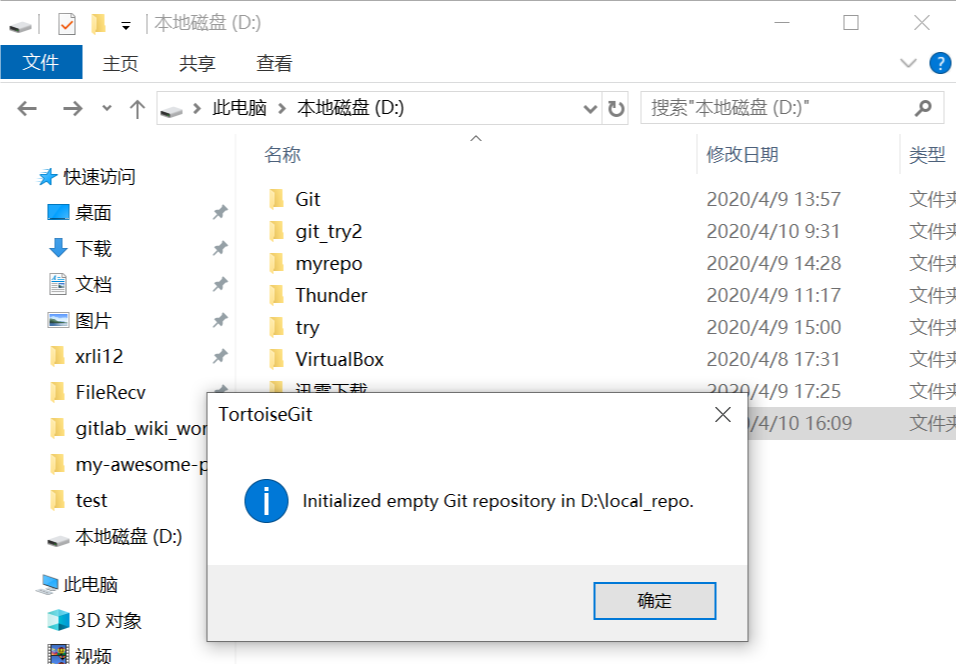 本地磁盘 (D:)
文件 主页 共享 查看
此电脑 本地磁盘 (D:) 搜索"本地磁盘 (D:)"
名称 修改日期 类型
快速访问
桌面
下载
文档
图片
xrli12
FileRecv
gitlab_wiki_wor
my-awesome-p
test
本地磁盘 (D:)
此电脑
3D 对象
视频
Git 2020/4/9 13:57 文件夹
git_try2 2020/4/10 9:31 文件夹
myrepo 2020/4/9 14:28 文件夹
Thunder 2020/4/9 11:17 文件夹
try 2020/4/9 15:00 文件夹
VirtualBox 2020/4/8 17:31 文件夹
迅雷下载 2020/4/9 17:25 文件夹
/4/10 16:09 文件夹
TortoiseGit
Initialized empty Git repository in D:\local_repo.
确定